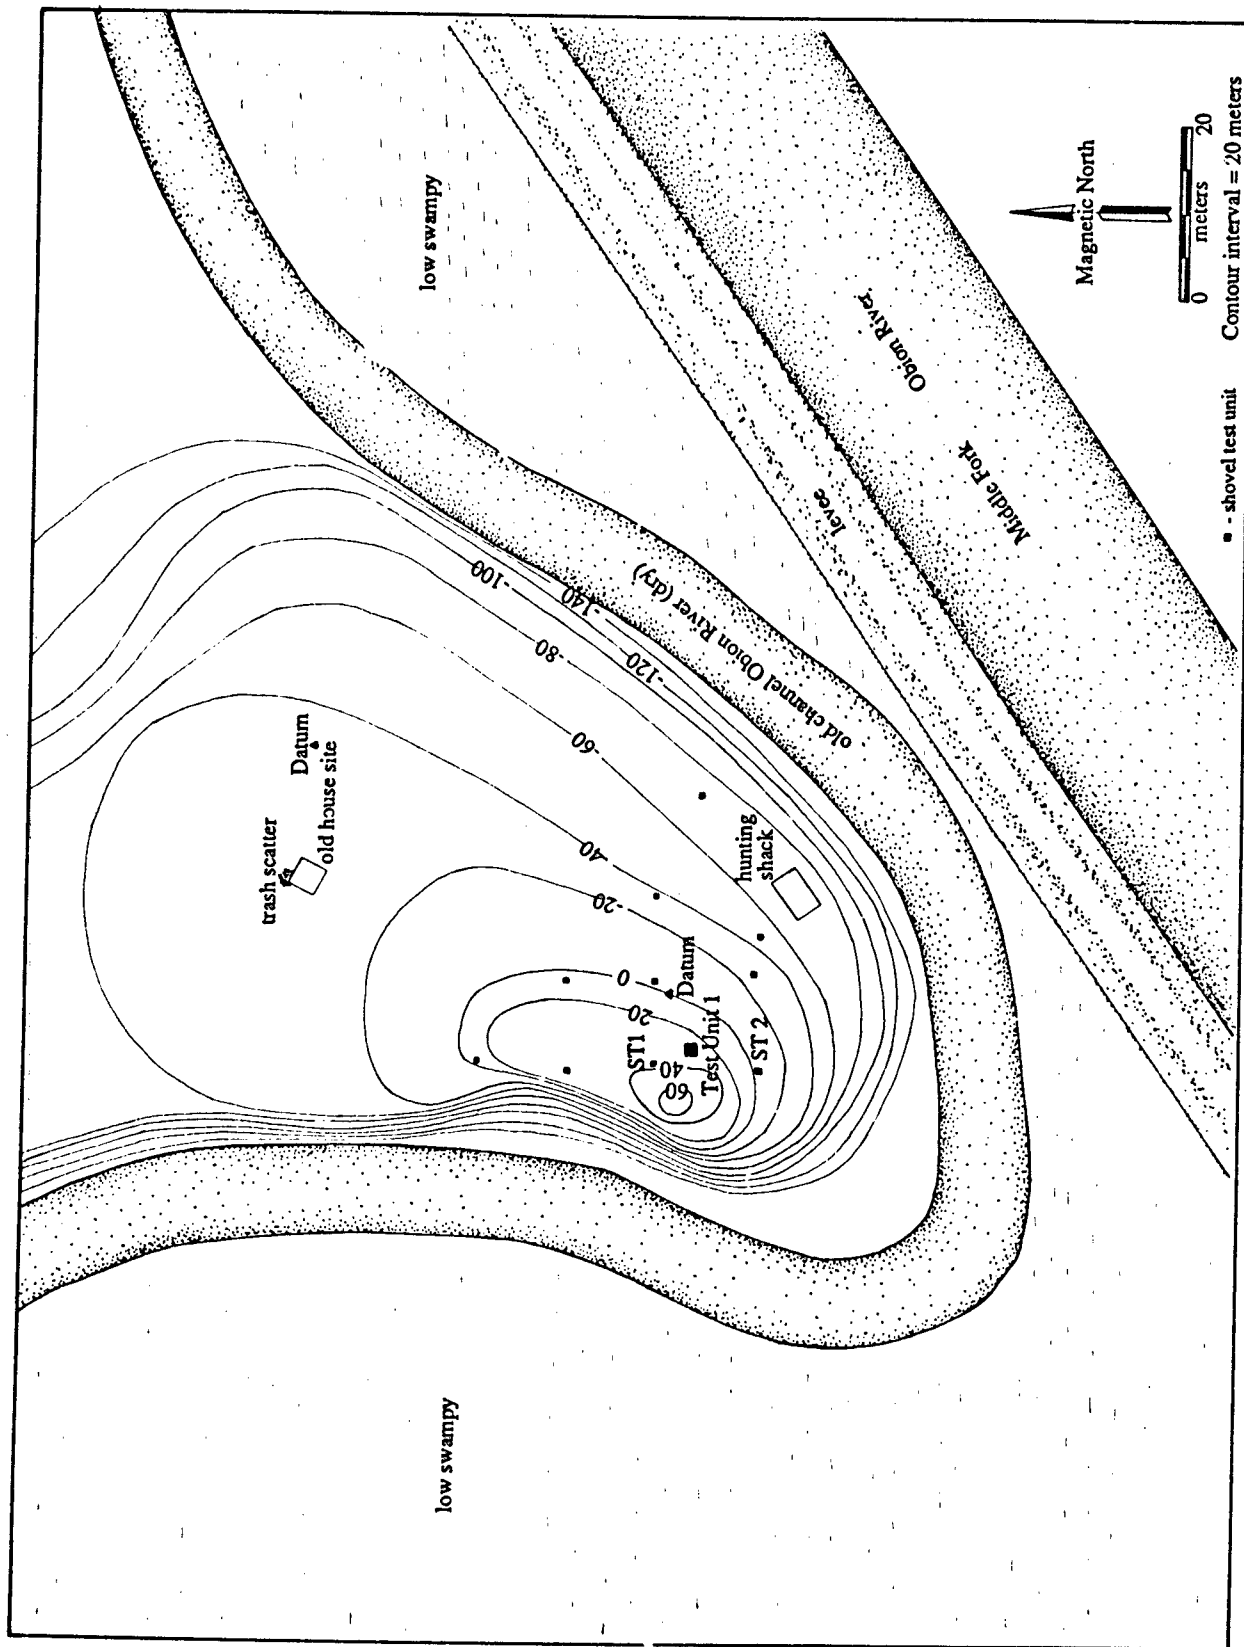 low swampy
trash scatter
old house site
Datum
low swampy
-20
-40
-60
-80
-100
-120
-140
0
20
40
60
ST1
Datum
Test Unit 1
ST 2
hunting
shack
old channel Obion River (dry)
levee
Middle Fork
Obion River
Magnetic North
0
20
meters
▪ - shovel test unit
Contour interval = 20 meters